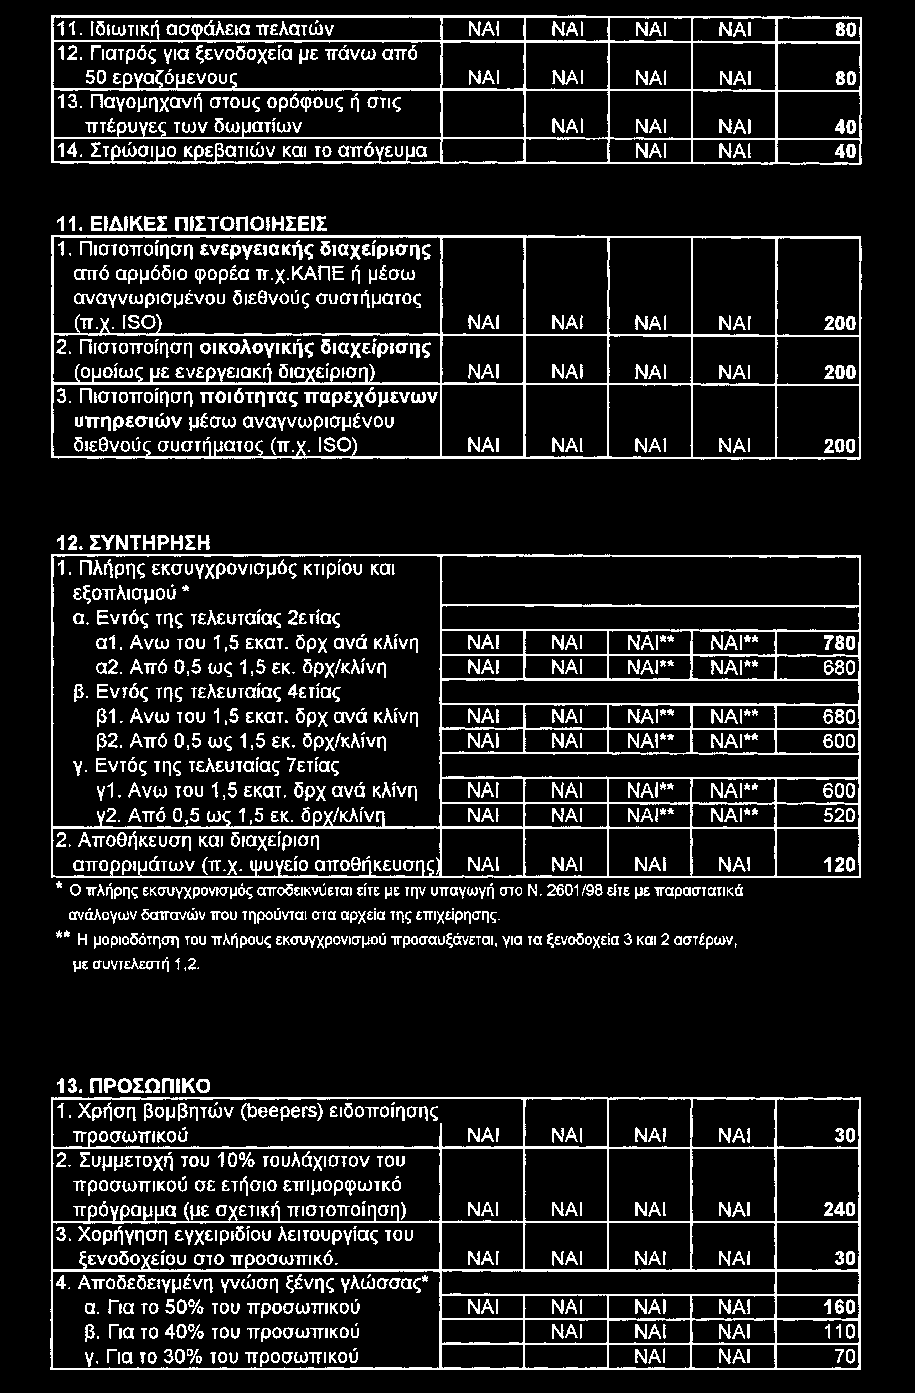 11. Ιδιωτική ασφάλεια πελατών ΝΑΙ ΝΑΙ ΝΑΙ ΝΑΙ 80
12. Γιατρός για ξενοδοχεία με πάνω από
50 εργαζόμενους ΝΑΙ ΝΑΙ ΝΑΙ ΝΑΙ 80
13. Παγομηχανή στους ορόφους ή στις
πτέρυγες των δωματίων ΝΑΙ ΝΑΙ ΝΑΙ 40
14. Στρώσιμο κρεβατιών και το απόγευμα ΝΑΙ ΝΑΙ 40
11. ΕΙΔΙΚΕΣ ΠΙΣΤΟΠΟΙΗΣΕΙΣ
1. Πιστοποίηση ενεργειακής διαχείρισης
από αρμόδιο φορέα π.χ.ΚΑΠΕ ή μέσω
αναγνωρισμένου διεθνούς συστήματος
(π.χ. ISO) ΝΑΙ ΝΑΙ ΝΑΙ ΝΑΙ 200
2. Πιστοποίηση οικολογικής διαχείρισης
(ομοίως με ενεργειακή διαχείριση) ΝΑΙ ΝΑΙ ΝΑΙ ΝΑΙ 200
3. Πιστοποίηση ποιότητας παρεχόμενων
υπηρεσιών μέσω αναγνωρισμένου
διεθνούς συστήματος (π.χ. ISO) ΝΑΙ ΝΑΙ ΝΑΙ ΝΑΙ 200
12. ΣΥΝΤΗΡΗΣΗ
1. Πλήρης εκσυγχρονισμός κτιρίου και
εξοπλισμού *
α. Εντός της τελευταίας 2ετίας
α1. Ανω του 1,5 εκατ. δρχ ανά κλίνη ΝΑΙ ΝΑΙ ΝΑΙ** ΝΑΙ** 780
α2. Από 0,5 ως 1,5 εκ. δρχ/κλίνη ΝΑΙ ΝΑΙ ΝΑΙ** ΝΑΙ** 680
β. Εντός της τελευταίας 4ετίας
β1. Ανω του 1,5 εκατ. δρχ ανά κλίνη ΝΑΙ ΝΑΙ ΝΑΙ** ΝΑΙ** 680
β2. Από 0,5 ως 1,5 εκ. δρχ/κλίνη ΝΑΙ ΝΑΙ ΝΑΙ** ΝΑΙ** 600
γ. Εντός της τελευταίας 7ετίας
γ1. Ανω του 1,5 εκατ. δρχ ανά κλίνη ΝΑΙ ΝΑΙ ΝΑΙ** ΝΑΙ** 600
γ2. Από 0,5 ως 1,5 εκ. δρχ/κλίνη ΝΑΙ ΝΑΙ ΝΑΙ** ΝΑΙ** 520
2. Αποθήκευση και διαχείριση
απορριμάτων (π.χ. ψυγείο αποθήκευσης) ΝΑΙ ΝΑΙ ΝΑΙ ΝΑΙ 120
* Ο πλήρης εκσυγχρονισμός αποδεικνύεται είτε με την υπαγωγή στο Ν. 2601/98 είτε με παραστατικά
ανάλογων δαπανών που τηρούνται στα αρχεία της επιχείρησης.
** Η μοριοδότηση του πλήρους εκσυγχρονισμού προσαυξάνεται, για τα ξενοδοχεία 3 και 2 αστέρων,
με συντελεστή 1,2.
13. ΠΡΟΣΩΠΙΚΟ
1. Χρήση βομβητών (beepers) ειδοποίησης
προσωπικού ΝΑΙ ΝΑΙ ΝΑΙ ΝΑΙ 30
2. Συμμετοχή του 10% τουλάχιστον του
προσωπικού σε ετήσιο επιμορφωτκό
πρόγραμμα (με σχετική πιστοποίηση) ΝΑΙ ΝΑΙ ΝΑΙ ΝΑΙ 240
3. Χορήγηση εγχειριδίου λειτουργίας του
ξενοδοχείου στο προσωπικό. ΝΑΙ ΝΑΙ ΝΑΙ ΝΑΙ 30
4. Αποδεδειγμένη γνώση ξένης γλώσσας*
α. Για το 50% του προσωπικού ΝΑΙ ΝΑΙ ΝΑΙ ΝΑΙ 160
β. Για το 40% του προσωπικού ΝΑΙ ΝΑΙ ΝΑΙ 110
γ. Για το 30% του προσωπικού ΝΑΙ ΝΑΙ 70